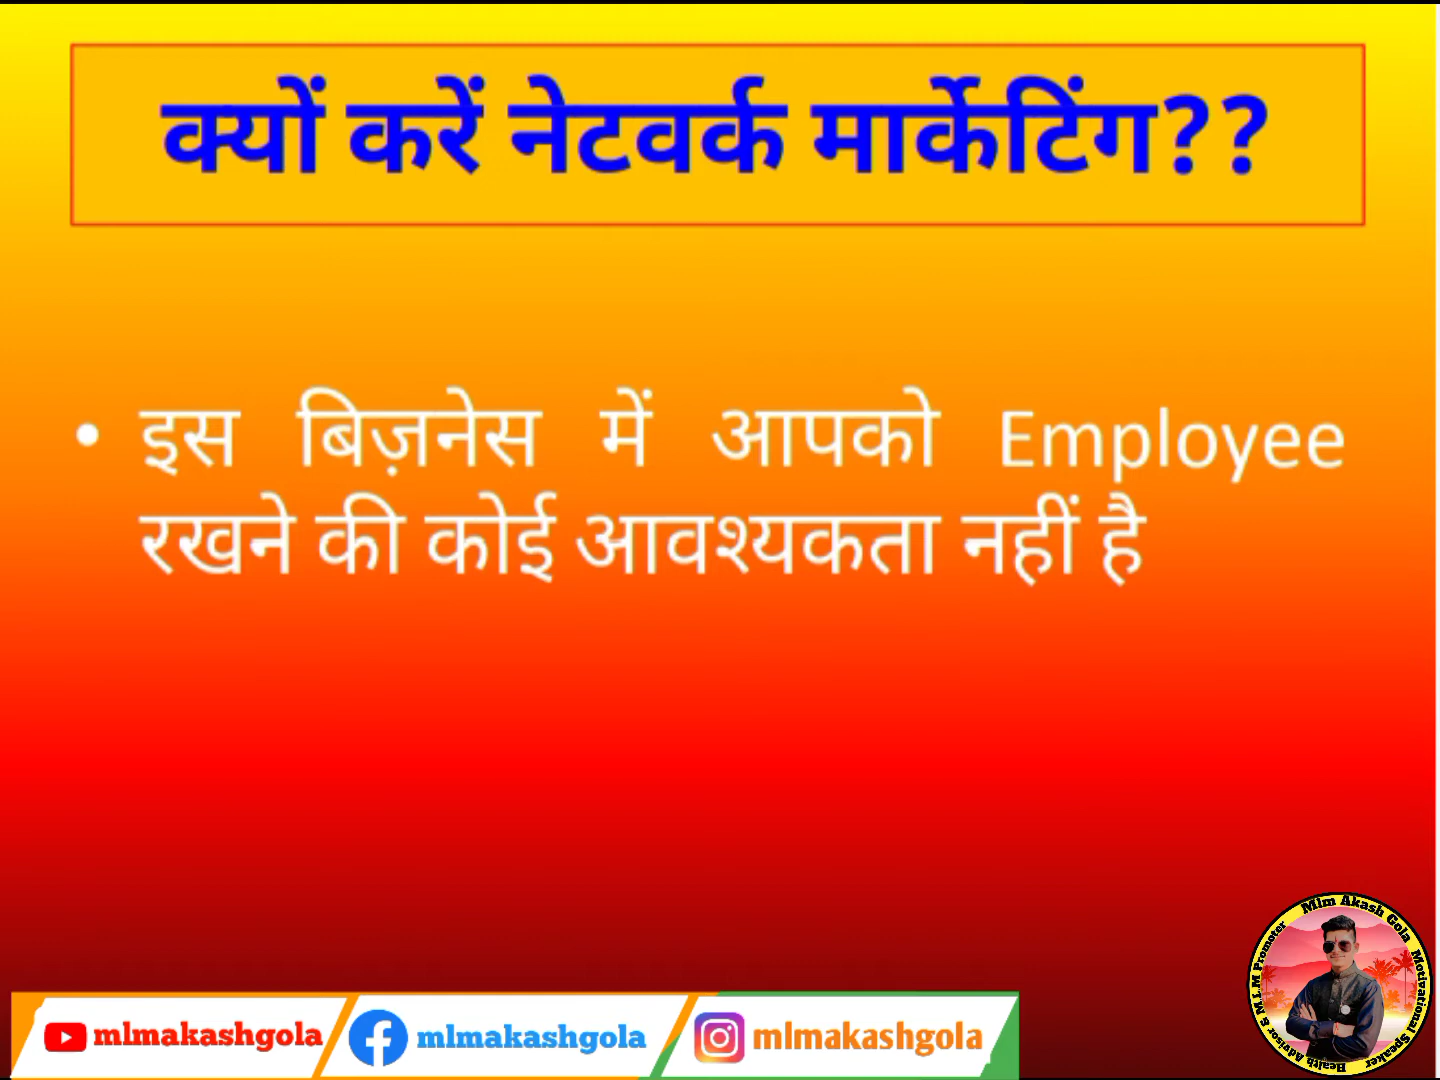 क्यों करें नेटवर्क मार्केटिंग??
• इस बिज़नेस में आपको Employee
रखने की कोई आवश्यकता नहीं है
mlmakashgola
mlmakashgola
mlmakashgola
Mlm Akash Gola Motivational Speaker Health Advisor & M L M Promoter